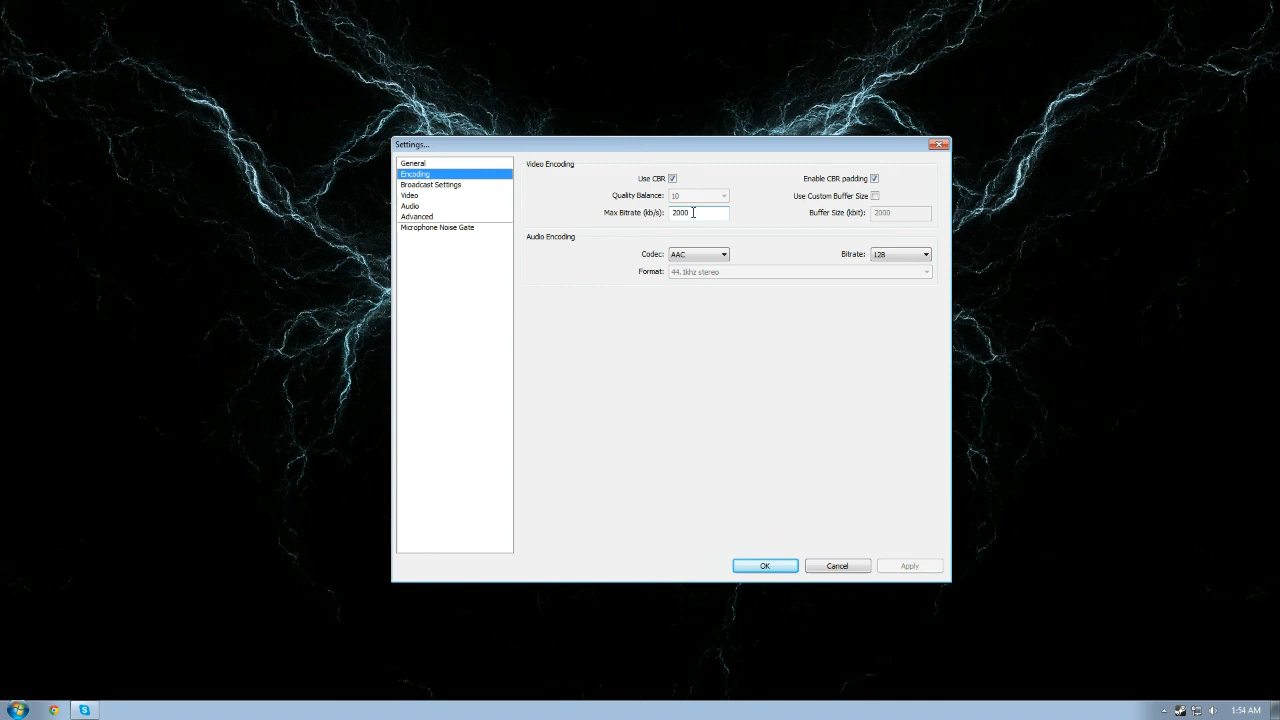 Settings...
General
Encoding
Broadcast Settings
Video
Audio
Advanced
Microphone Noise Gate
Video Encoding
Use CBR
Enable CBR padding
Quality Balance: 10
Use Custom Buffer Size
Max Bitrate (kb/s): 2000
Buffer Size (kbit): 2000
Audio Encoding
Codec: AAC
Bitrate: 128
Format: 44.1khz stereo
OK
Cancel
Apply
1:54 AM